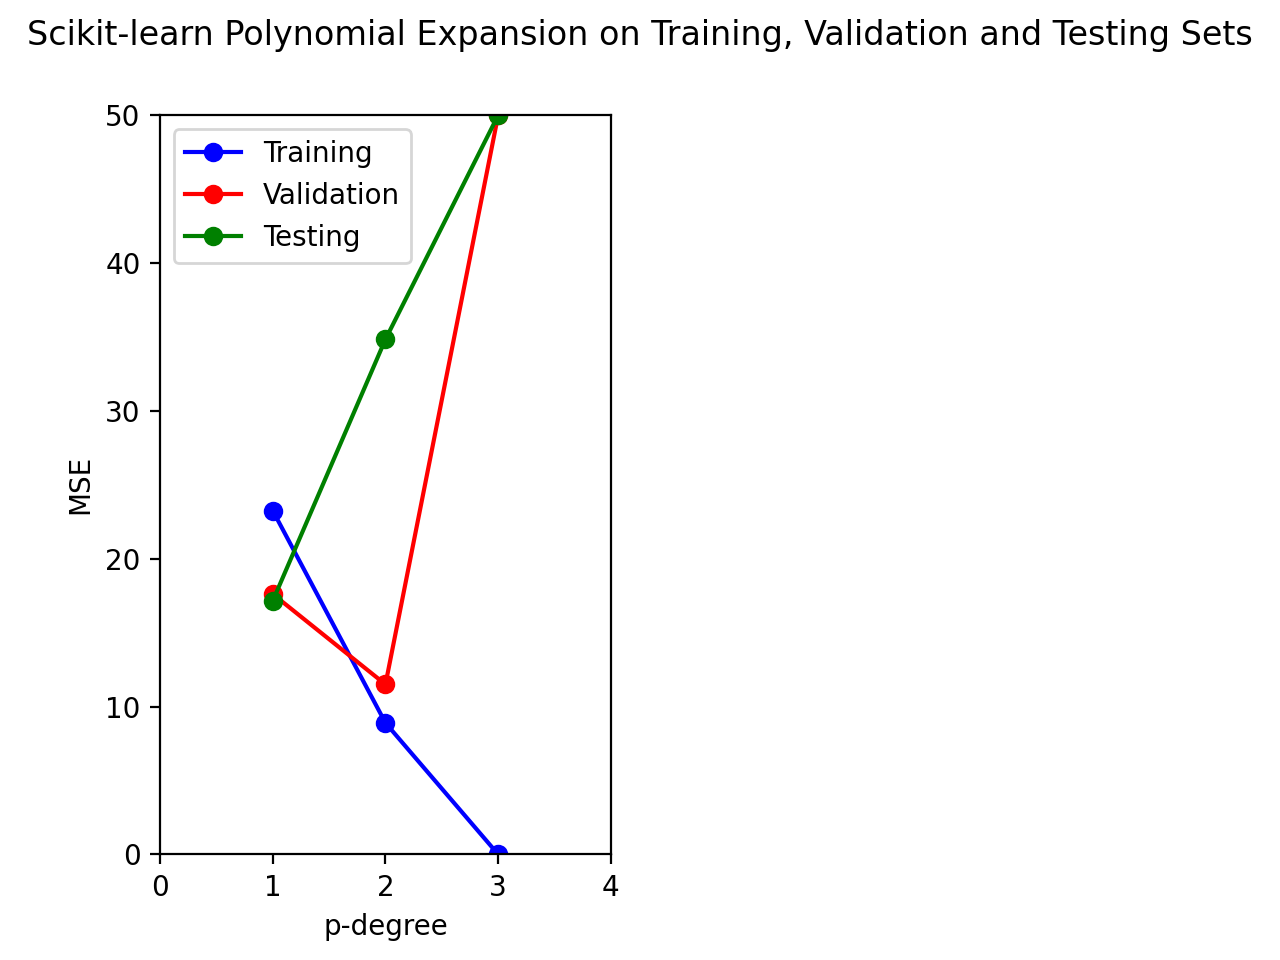 Scikit-learn Polynomial Expansion on Training, Validation and Testing Sets
50
40
30
20
10
0
MSE
Training
Validation
Testing
0 1 2 3 4
p-degree